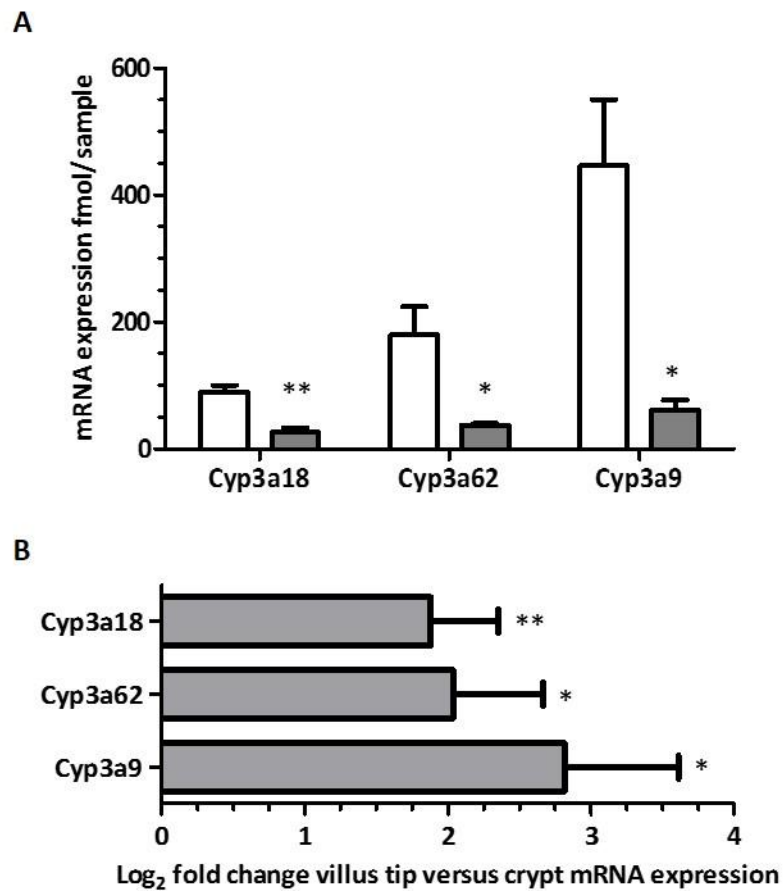 A
mRNA expression fmol/sample
600
400
200
0
**
*
*
Cyp3a18
Cyp3a62
Cyp3a9
B
Cyp3a18
**
Cyp3a62
*
Cyp3a9
*
0
1
2
3
4
Log₂ fold change villus tip versus crypt mRNA expression